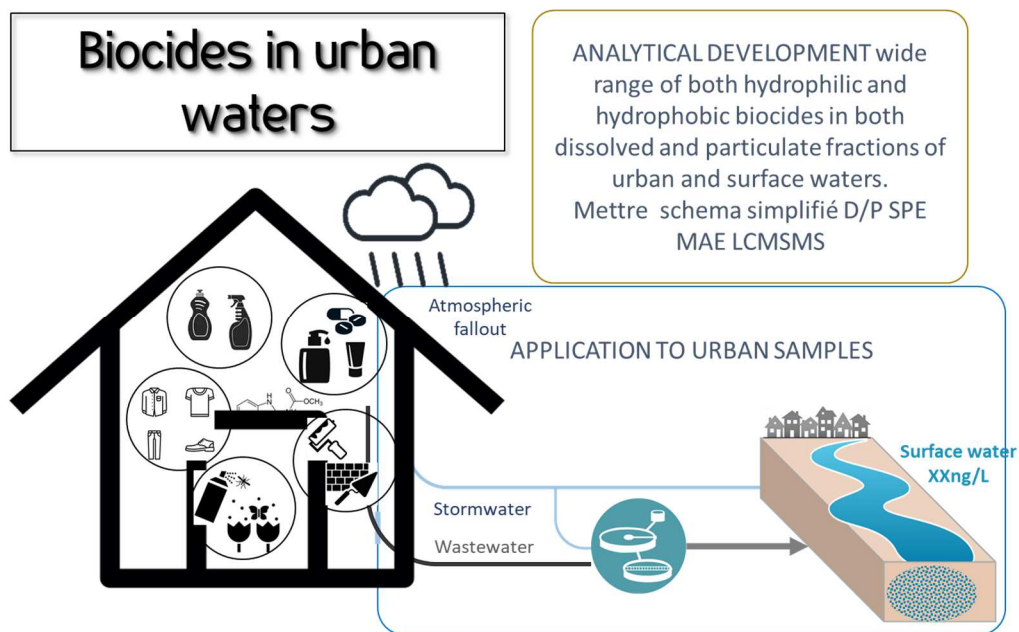 Biocides in urban
waters
ANALYTICAL DEVELOPMENT wide
range of both hydrophilic and
hydrophobic biocides in both
dissolved and particulate fractions of
urban and surface waters.
Mettre schema simplifié D/P SPE
MAE LCMSMS
Atmospheric
fallout
APPLICATION TO URBAN SAMPLES
H
N
O
OCH₃
Surface water
XXng/L
Stormwater
Wastewater